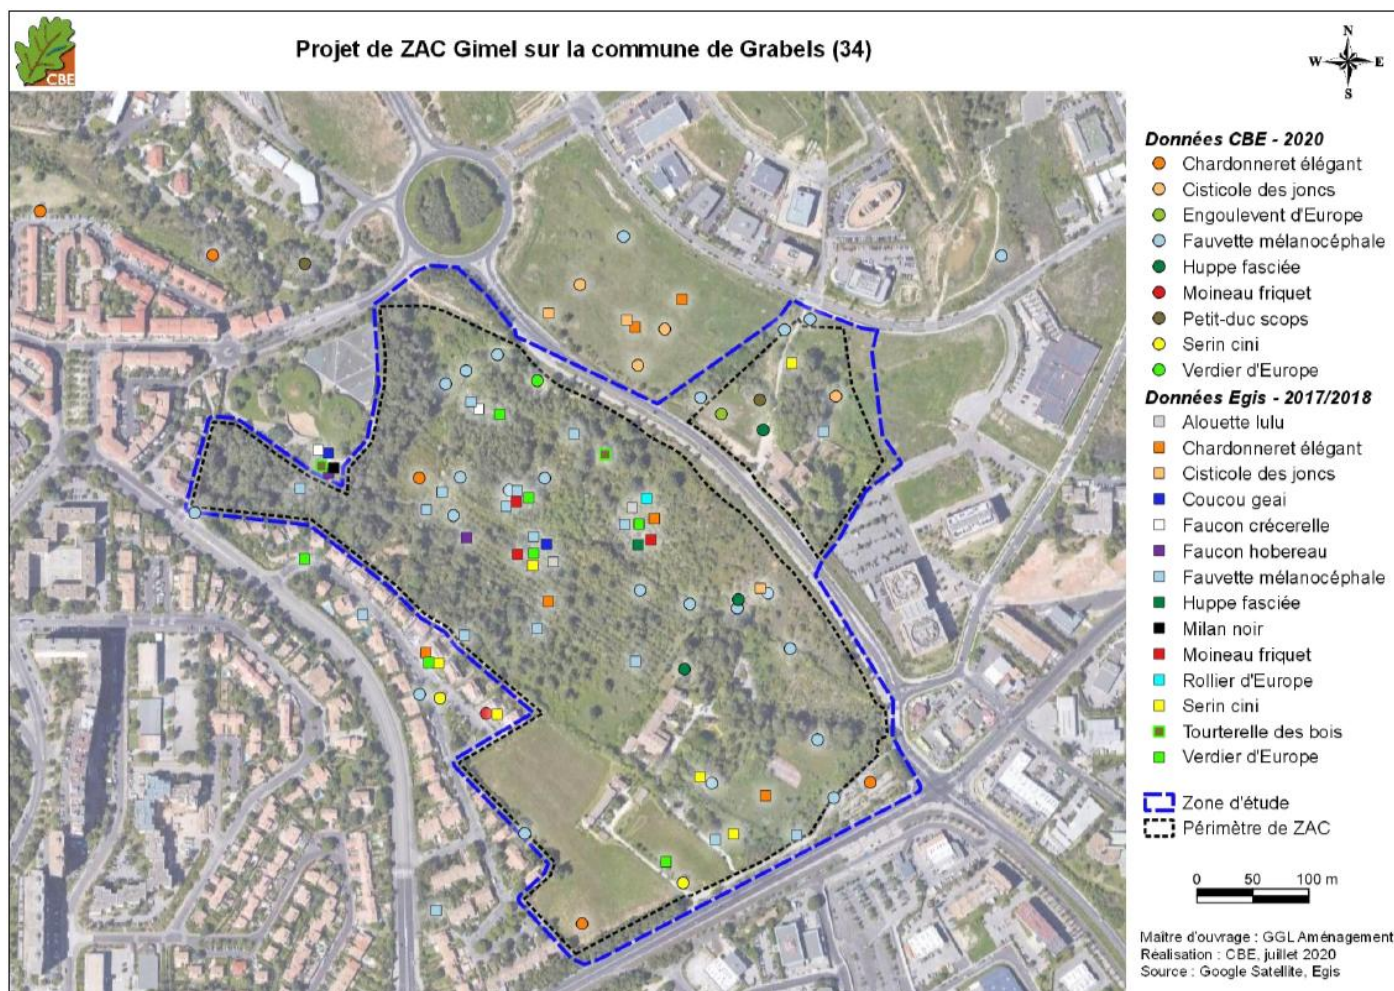 CBE
Projet de ZAC Gimel sur la commune de Grabels (34)
N
W E
S
Données CBE - 2020
Chardonneret élégant
Cisticole des joncs
Engoulevent d'Europe
Fauvette mélanocéphale
Huppe fasciée
Moineau friquet
Petit-duc scops
Serin cini
Verdier d'Europe
Données Egis - 2017/2018
Alouette lulu
Chardonneret élégant
Cisticole des joncs
Coucou geai
Faucon crécerelle
Faucon hobereau
Fauvette mélanocéphale
Huppe fasciée
Milan noir
Moineau friquet
Rollier d'Europe
Serin cini
Tourterelle des bois
Verdier d'Europe
Zone d'étude
Périmètre de ZAC
0 50 100 m
Maître d'ouvrage : GGL Aménagement
Réalisation : CBE, juillet 2020
Source : Google Satellite, Egis